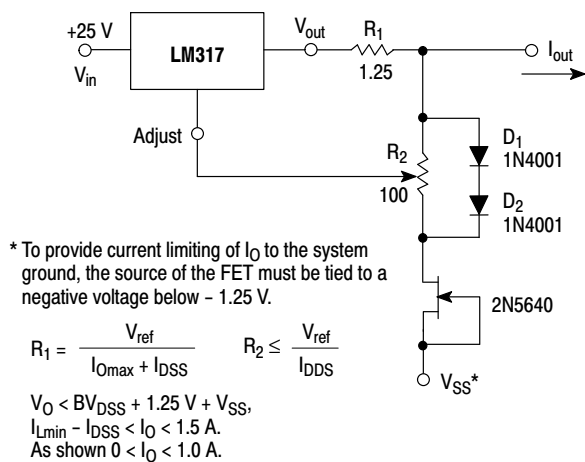 +25 V
V_in
LM317
V_out
R_1
1.25
I_out
Adjust
R_2
100
D_1
1N4001
D_2
1N4001
* To provide current limiting of I_O to the system
ground, the source of the FET must be tied to a
negative voltage below – 1.25 V.
2N5640
V_SS*
R_1 = V_ref / (I_Omax + I_DSS)
R_2 ≤ V_ref / I_DDS
V_O < BV_DSS + 1.25 V + V_SS,
I_Lmin – I_DSS < I_O < 1.5 A.
As shown 0 < I_O < 1.0 A.